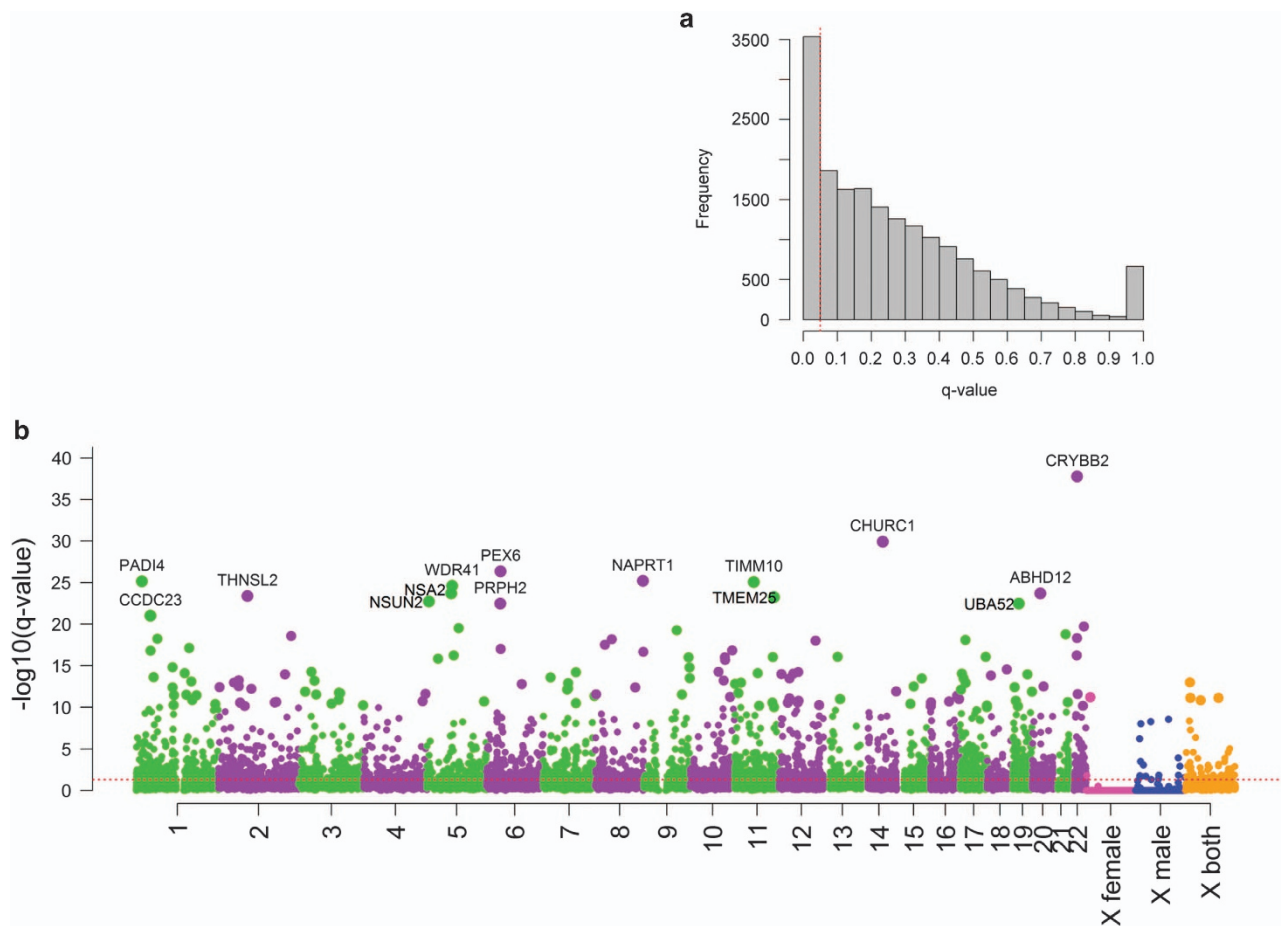 a
3500
2500
1500
500
0
Frequency
0.0 0.1 0.2 0.3 0.4 0.5 0.6 0.7 0.8 0.9 1.0
q-value
b
40
35
30
25
20
15
10
5
0
-log10(q-value)
CRYBB2
CHURC1
PADI4
CCDC23
THNSL2
NSUN2
NSA2
WDR41
PEX6
PRPH2
NAPRT1
TIMM10
TMEM25
UBA52
ABHD12
1 2 3 4 5 6 7 8 9 10 11 12 13 14 15 16 17 18 19 20 21 22 X female X male X both